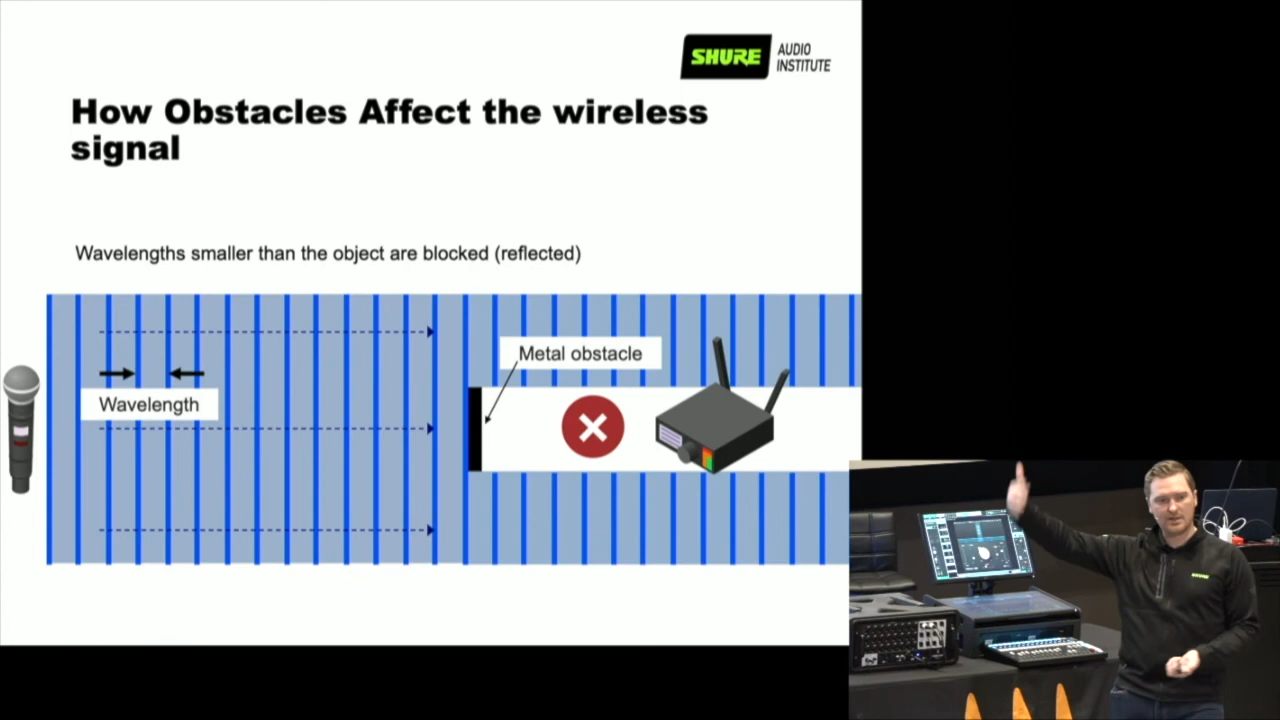 SHURE
AUDIO
INSTITUTE
How Obstacles Affect the wireless
signal
Wavelengths smaller than the object are blocked (reflected)
Metal obstacle
Wavelength
SHURE